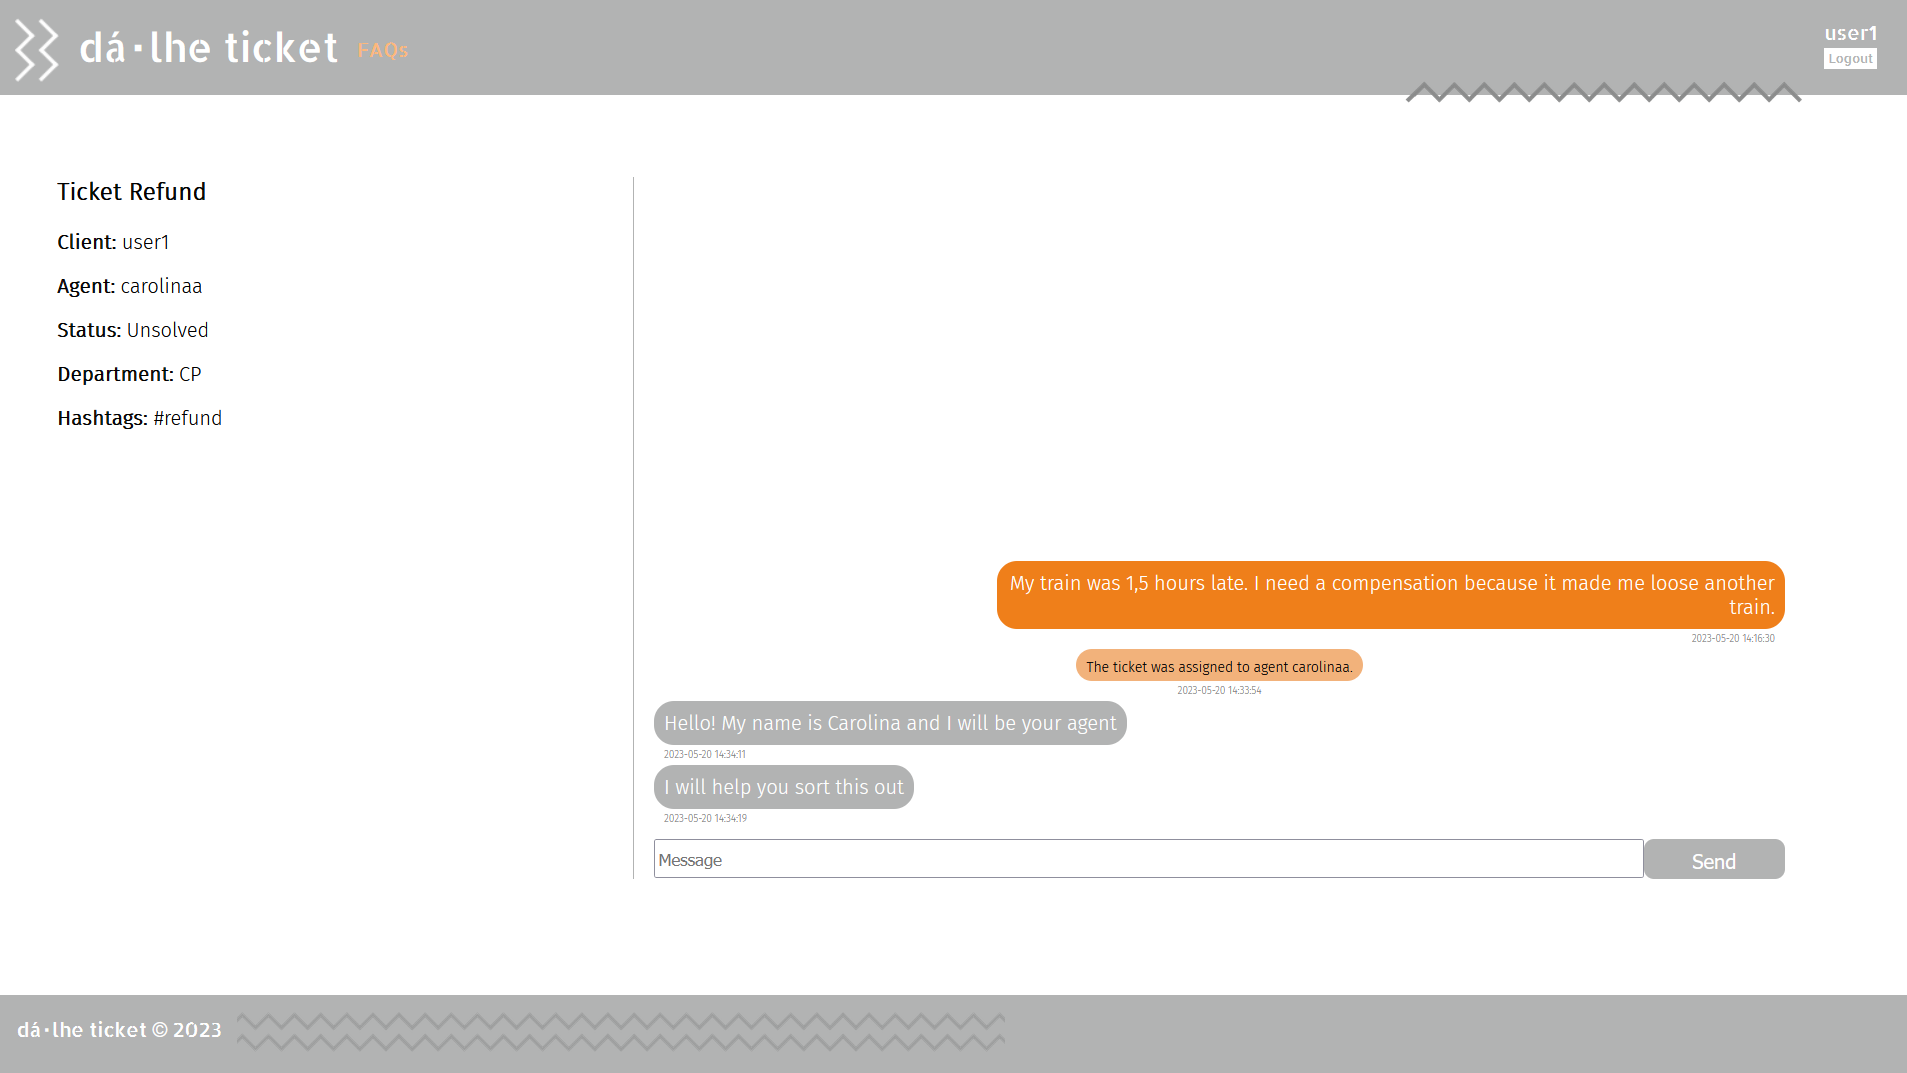 dá·lhe ticket
FAQs
user1
Logout
Ticket Refund
Client: user1
Agent: carolinaa
Status: Unsolved
Department: CP
Hashtags: #refund
My train was 1,5 hours late. I need a compensation because it made me loose another
train.
2023-05-20 14:16:30
The ticket was assigned to agent carolinaa.
2023-05-20 14:33:54
Hello! My name is Carolina and I will be your agent
2023-05-20 14:34:11
I will help you sort this out
2023-05-20 14:34:19
Message
Send
dá·lhe ticket © 2023